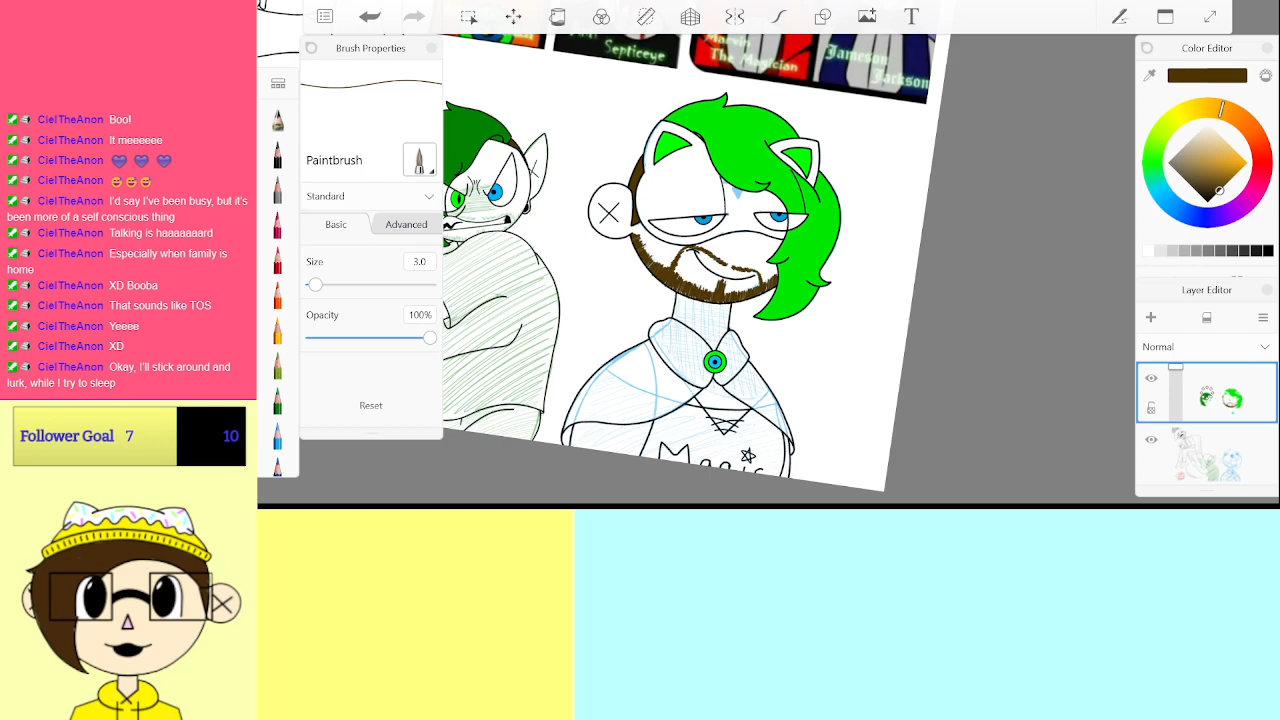 CielTheAnon Boo!
CielTheAnon It meeeeee
CielTheAnon 💜 💜 💜
CielTheAnon 😅 😅 😅
CielTheAnon I'd say I've been busy, but it's
been more of a self conscious thing
CielTheAnon Talking is haaaaaard
CielTheAnon Especially when family is
home
CielTheAnon XD Booba
CielTheAnon That sounds like TOS
CielTheAnon Yeeee
CielTheAnon XD
CielTheAnon Okay, I'll stick around and
lurk, while I try to sleep
Follower Goal 7 10
T
Brush Properties
Paintbrush
Standard
Basic Advanced
Size 3.0
Opacity 100%
Reset
Septiceye
Marvin
The Magician
Jameson
Jackson
Magic
Color Editor
Layer Editor
Normal